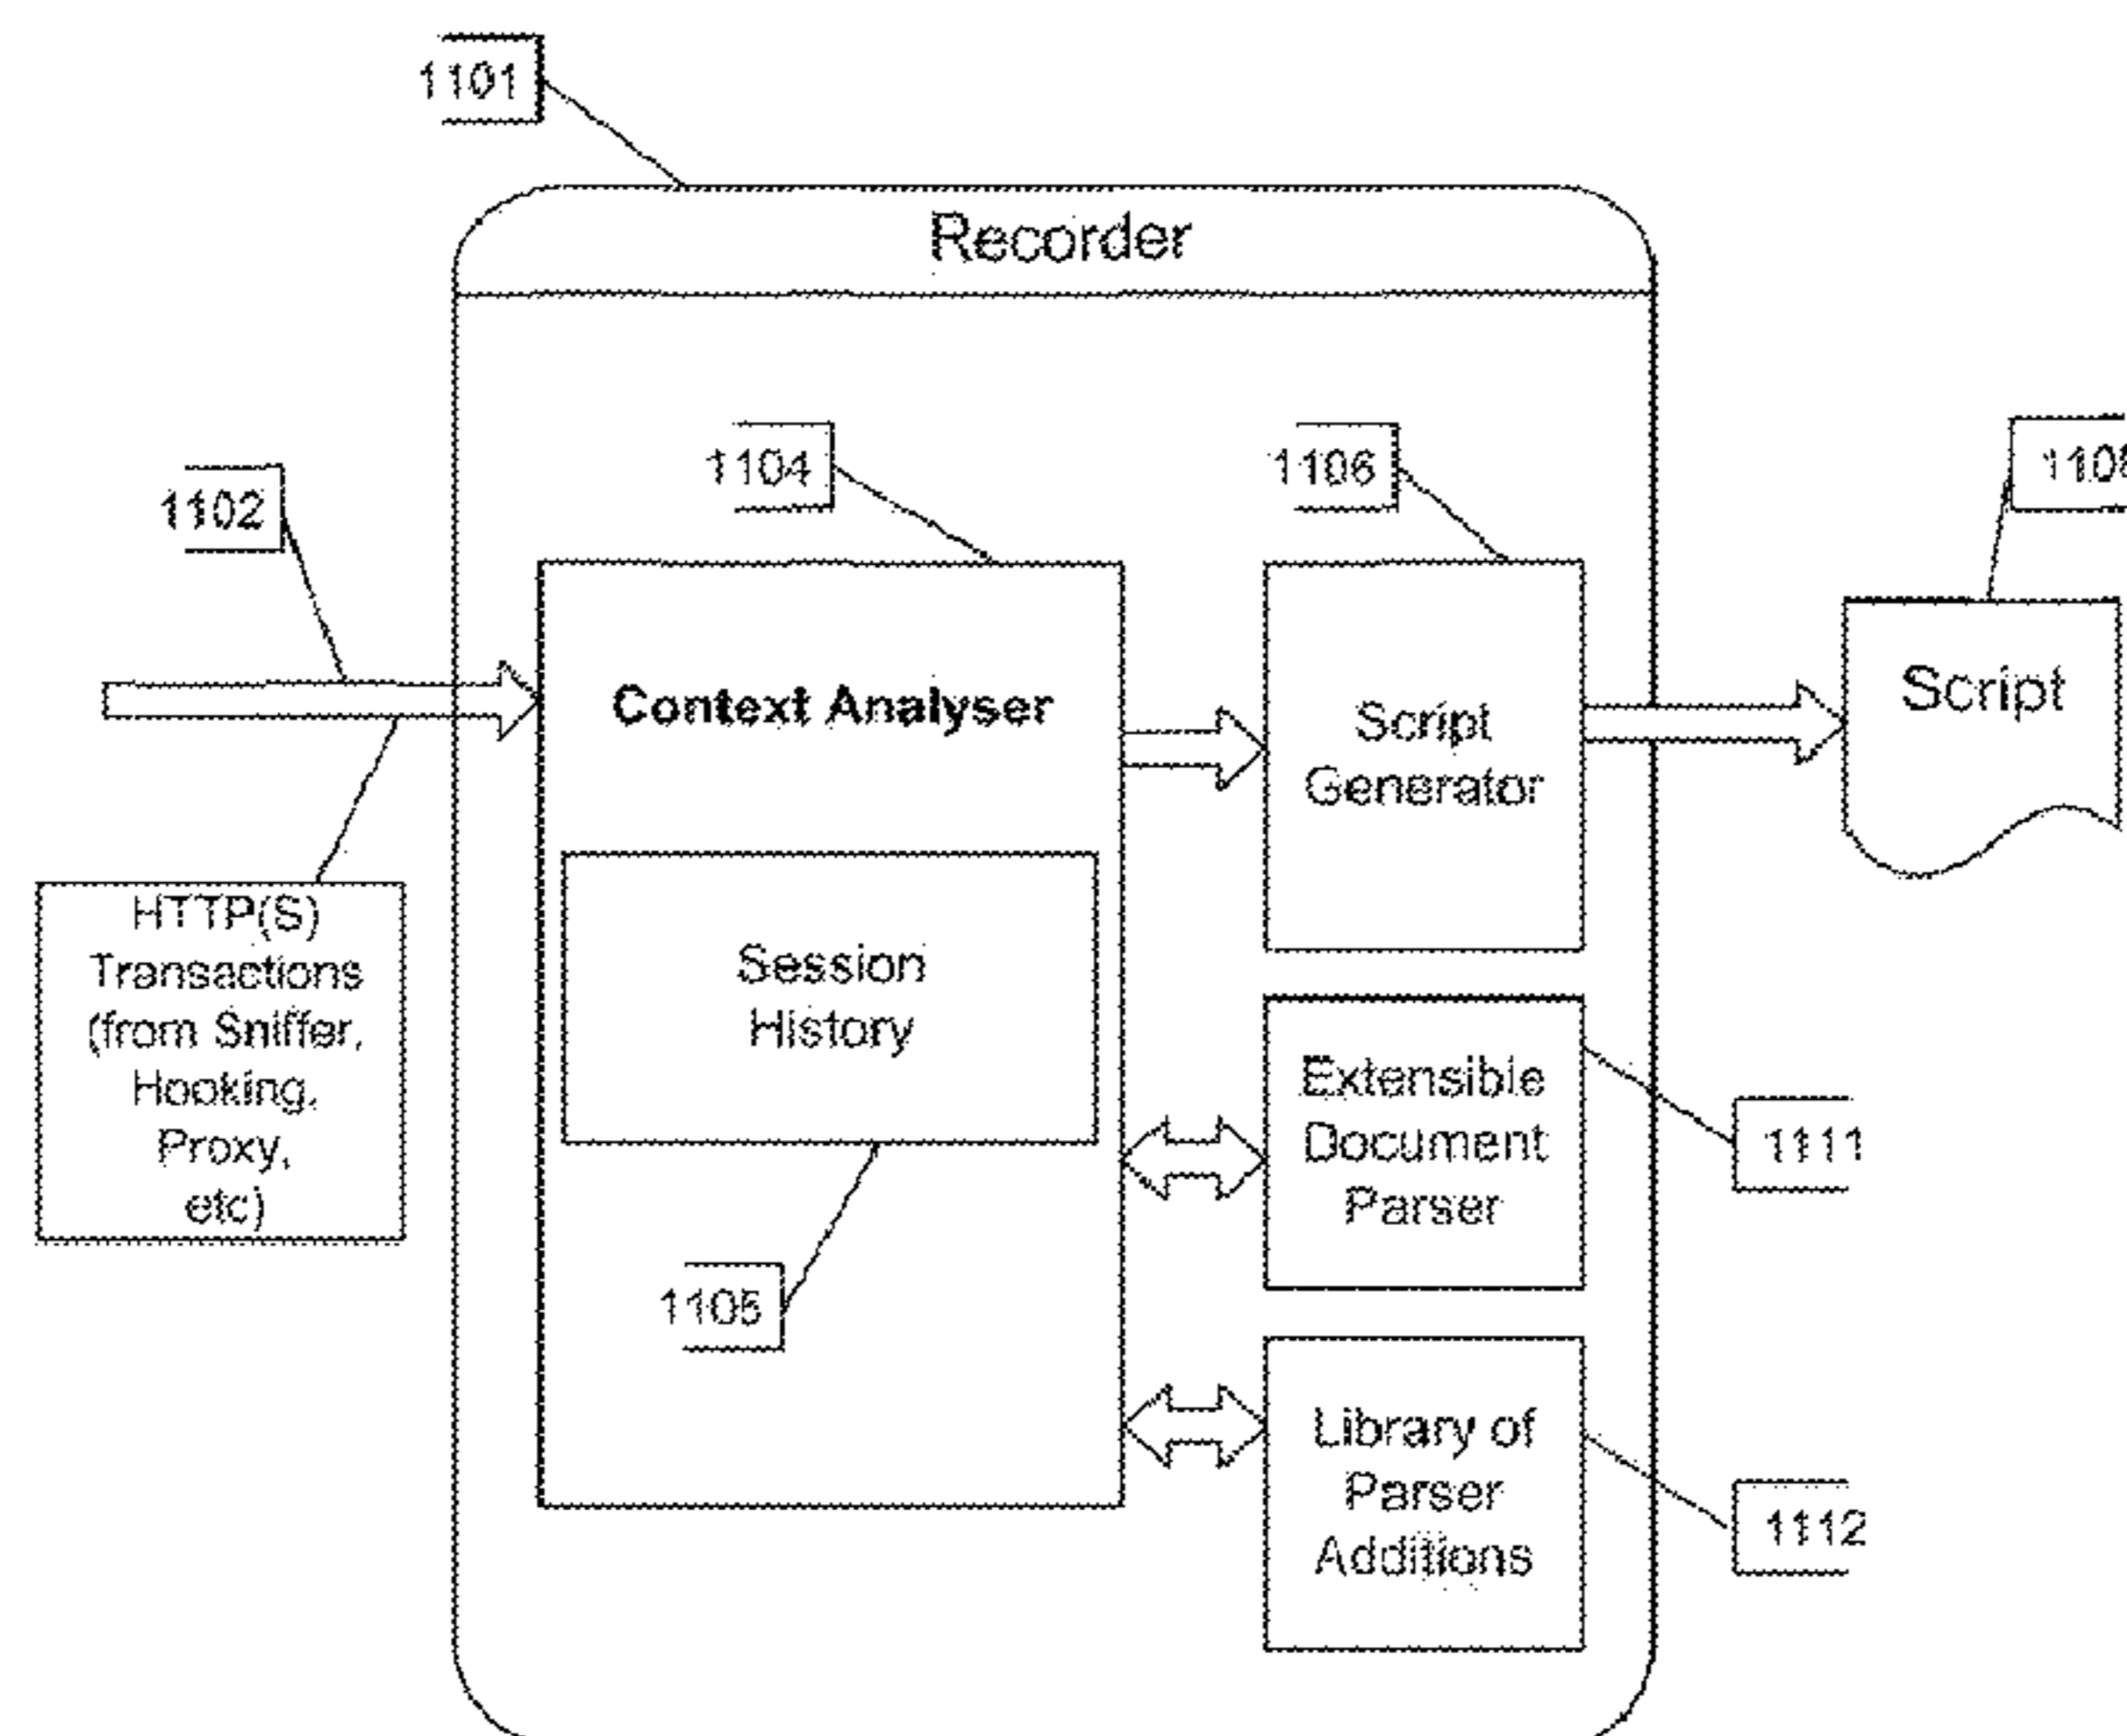 1101
Recorder
1104
1106
1102
Context Analyser
Script
Generator
Script
HTTP(S)
Transactions
(from Sniffer,
Hooking,
Proxy,
etc)
Session
History
1105
Extensible
Document
Parser
1111
Library of
Parser
Additions
1112